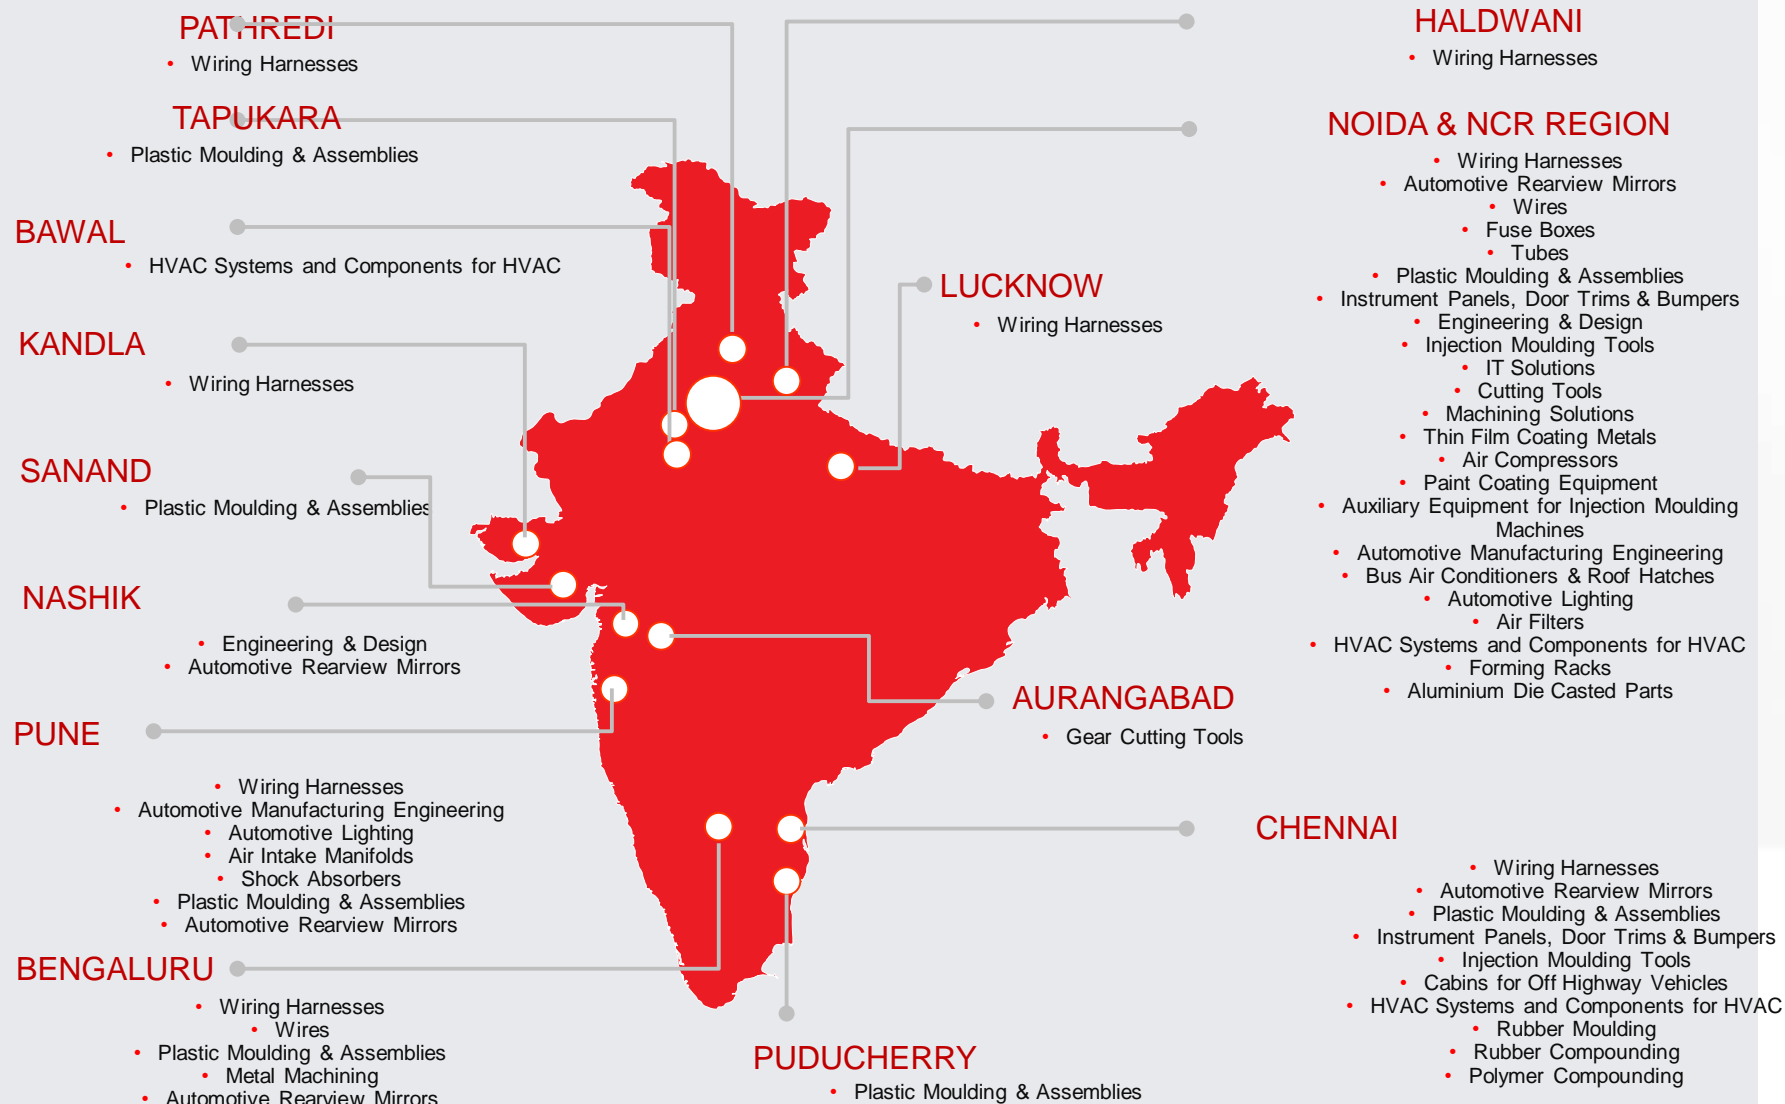 PATHREDI
• Wiring Harnesses
TAPUKARA
• Plastic Moulding & Assemblies
BAWAL
• HVAC Systems and Components for HVAC
KANDLA
• Wiring Harnesses
SANAND
• Plastic Moulding & Assemblies
NASHIK
• Engineering & Design
• Automotive Rearview Mirrors
PUNE
• Wiring Harnesses
• Automotive Manufacturing Engineering
• Automotive Lighting
• Air Intake Manifolds
• Shock Absorbers
• Plastic Moulding & Assemblies
• Automotive Rearview Mirrors
BENGALURU
• Wiring Harnesses
• Wires
• Plastic Moulding & Assemblies
• Metal Machining
• Automotive Rearview Mirrors
LUCKNOW
• Wiring Harnesses
AURANGABAD
• Gear Cutting Tools
PUDUCHERRY
• Plastic Moulding & Assemblies
HALDWANI
• Wiring Harnesses
NOIDA & NCR REGION
• Wiring Harnesses
• Automotive Rearview Mirrors
• Wires
• Fuse Boxes
• Tubes
• Plastic Moulding & Assemblies
• Instrument Panels, Door Trims & Bumpers
• Engineering & Design
• Injection Moulding Tools
• IT Solutions
• Cutting Tools
• Machining Solutions
• Thin Film Coating Metals
• Air Compressors
• Paint Coating Equipment
• Auxiliary Equipment for Injection Moulding
Machines
• Automotive Manufacturing Engineering
• Bus Air Conditioners & Roof Hatches
• Automotive Lighting
• Air Filters
• HVAC Systems and Components for HVAC
• Forming Racks
• Aluminium Die Casted Parts
CHENNAI
• Wiring Harnesses
• Automotive Rearview Mirrors
• Plastic Moulding & Assemblies
• Instrument Panels, Door Trims & Bumpers
• Injection Moulding Tools
• Cabins for Off Highway Vehicles
• HVAC Systems and Components for HVAC
• Rubber Moulding
• Rubber Compounding
• Polymer Compounding